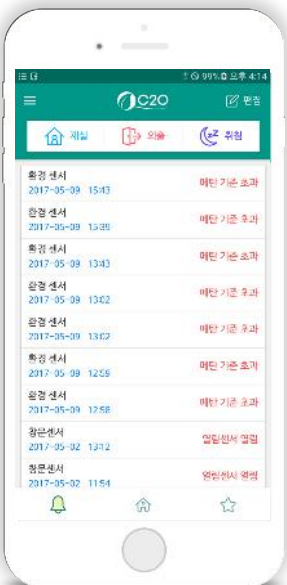 99% 오후 4:14
C2O
편집
재실 외출 취침
환경센서
2017-05-09 15:43
메탄 기준 초과
환경센서
2017-05-09 15:39
메탄 기준 초과
환경센서
2017-05-09 13:43
메탄 기준 초과
환경센서
2017-05-09 13:02
메탄 기준 초과
환경센서
2017-05-09 13:02
메탄 기준 초과
환경센서
2017-05-09 12:59
메탄 기준 초과
환경센서
2017-05-09 12:58
메탄 기준 초과
창문센서
2017-05-02 13:12
열림센서 열림
창문센서
2017-05-02 11:54
열림센서 열림